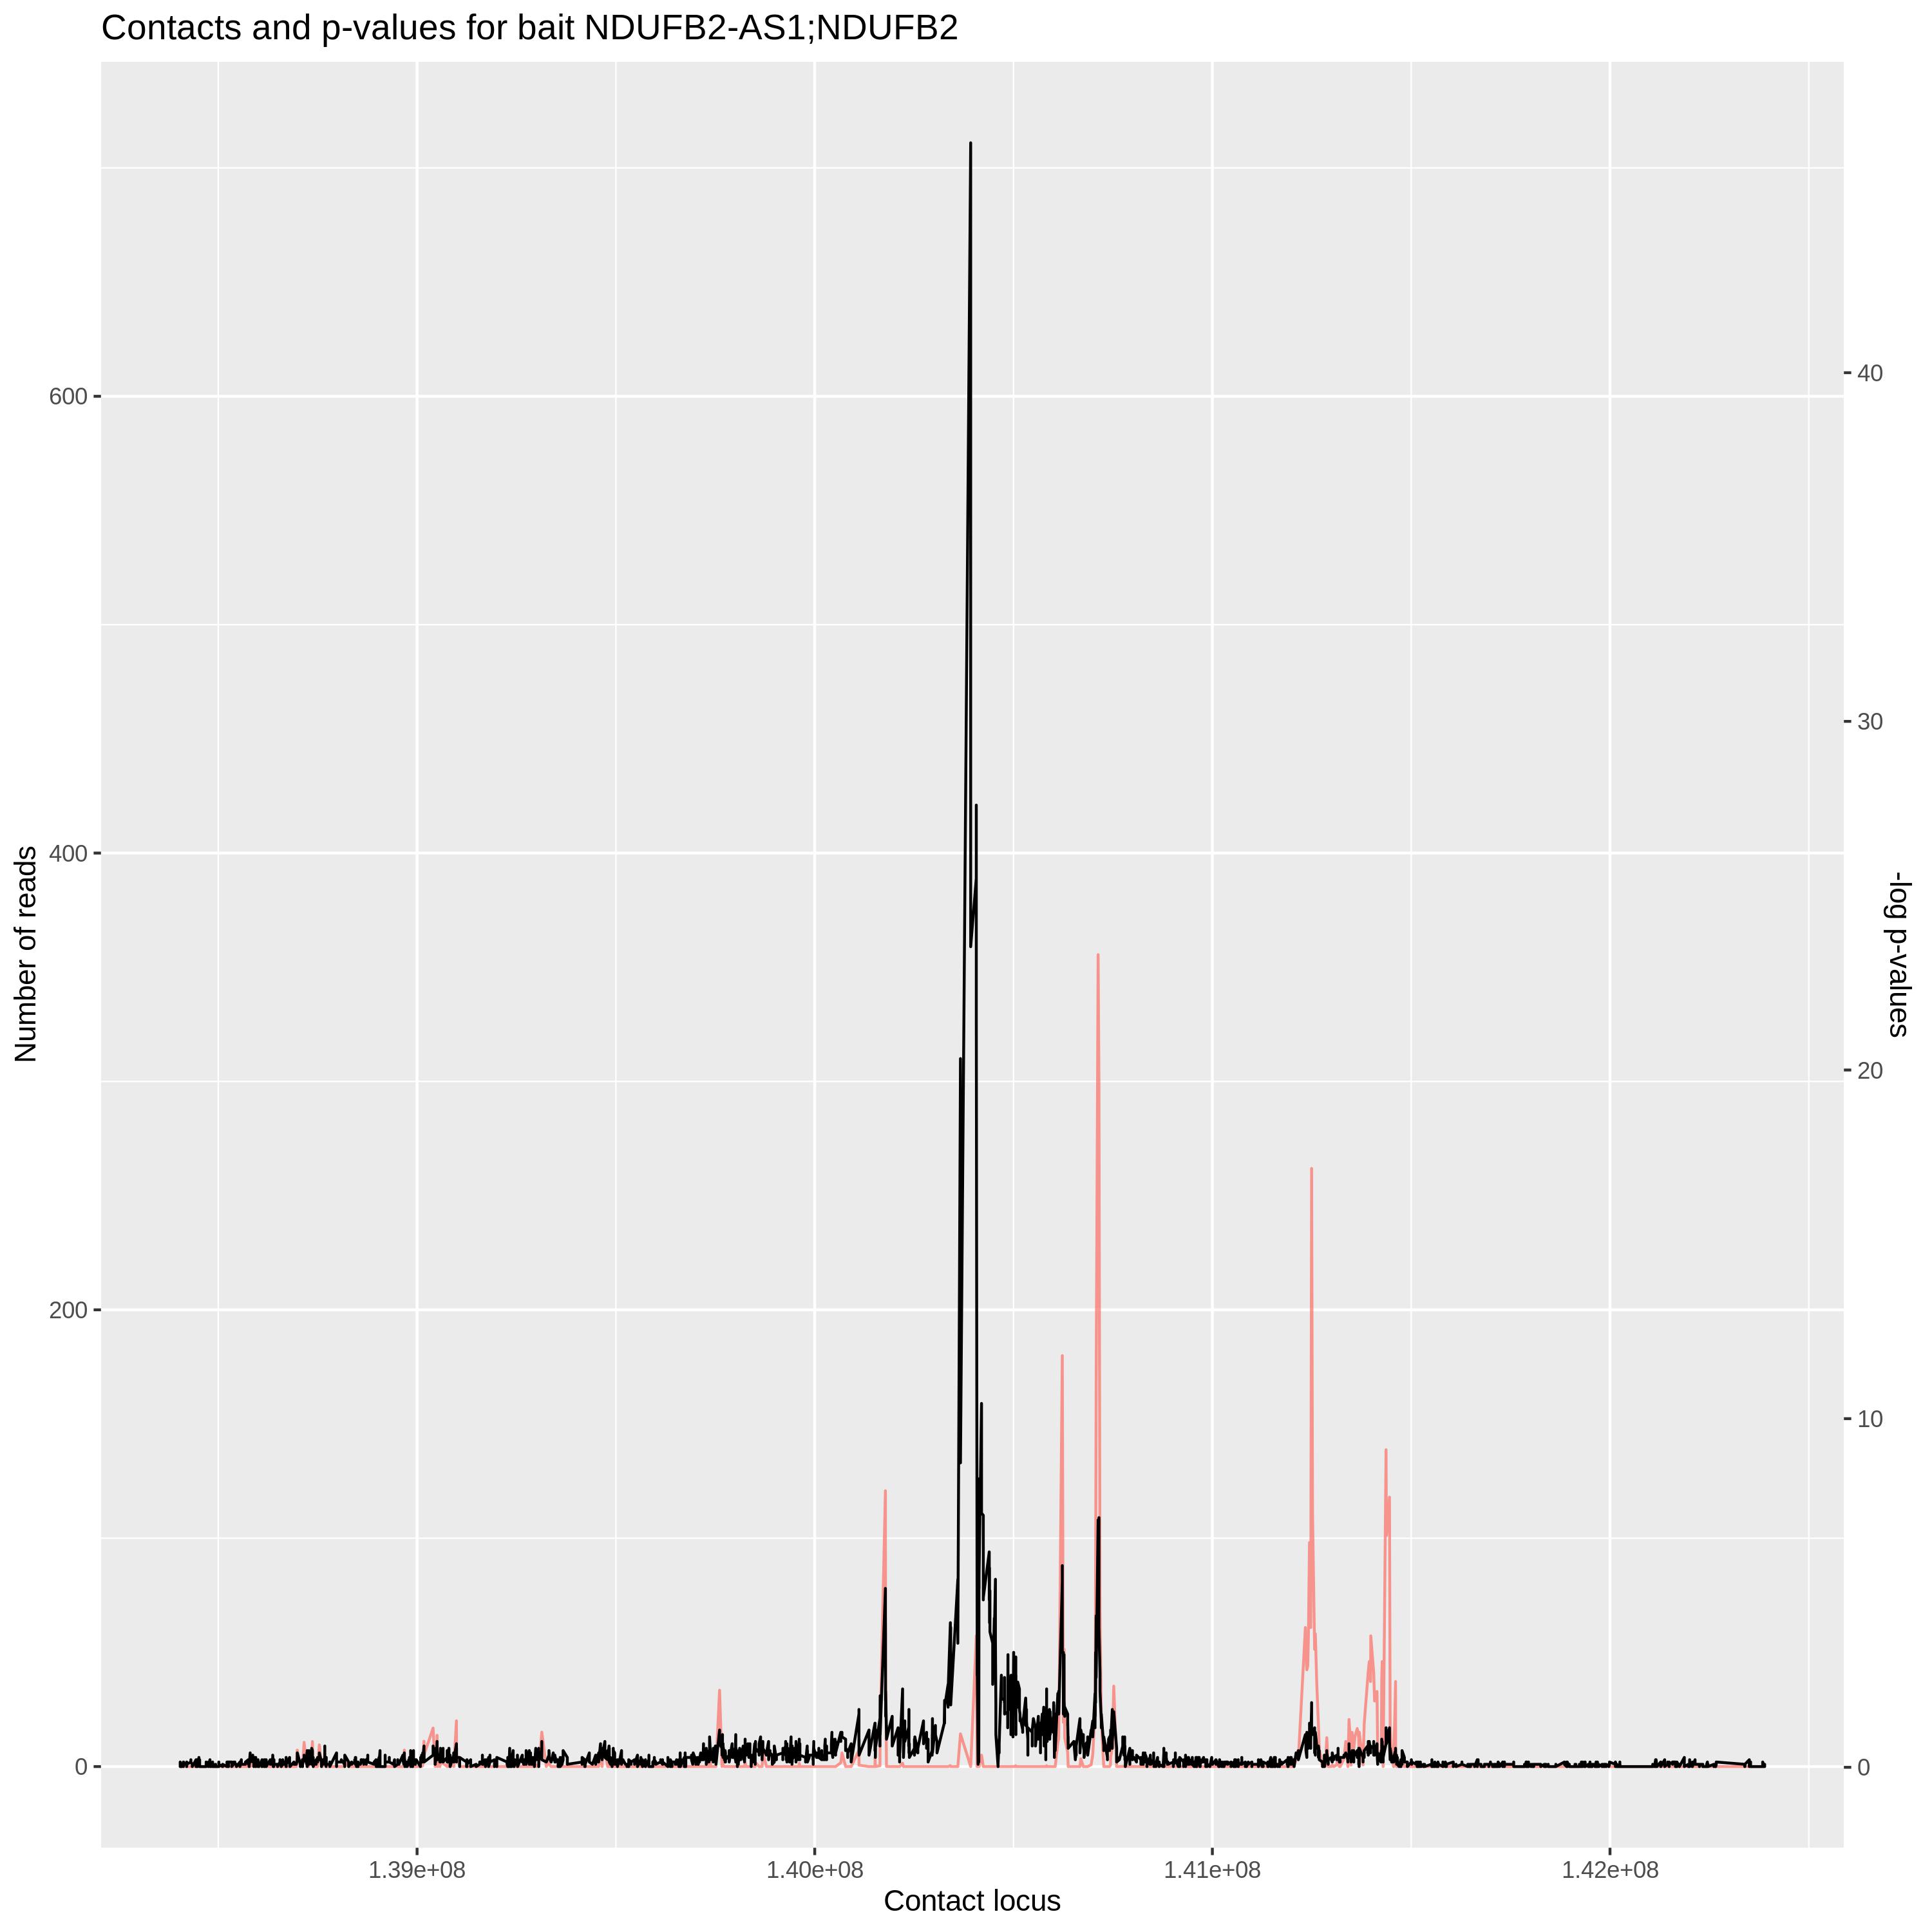 Contacts and p-values for bait NDUFB2-AS1;NDUFB2
600
400
200
0
Number of reads
40
30
20
10
0
-log p-values
1.39e+08
1.40e+08
1.41e+08
1.42e+08
Contact locus